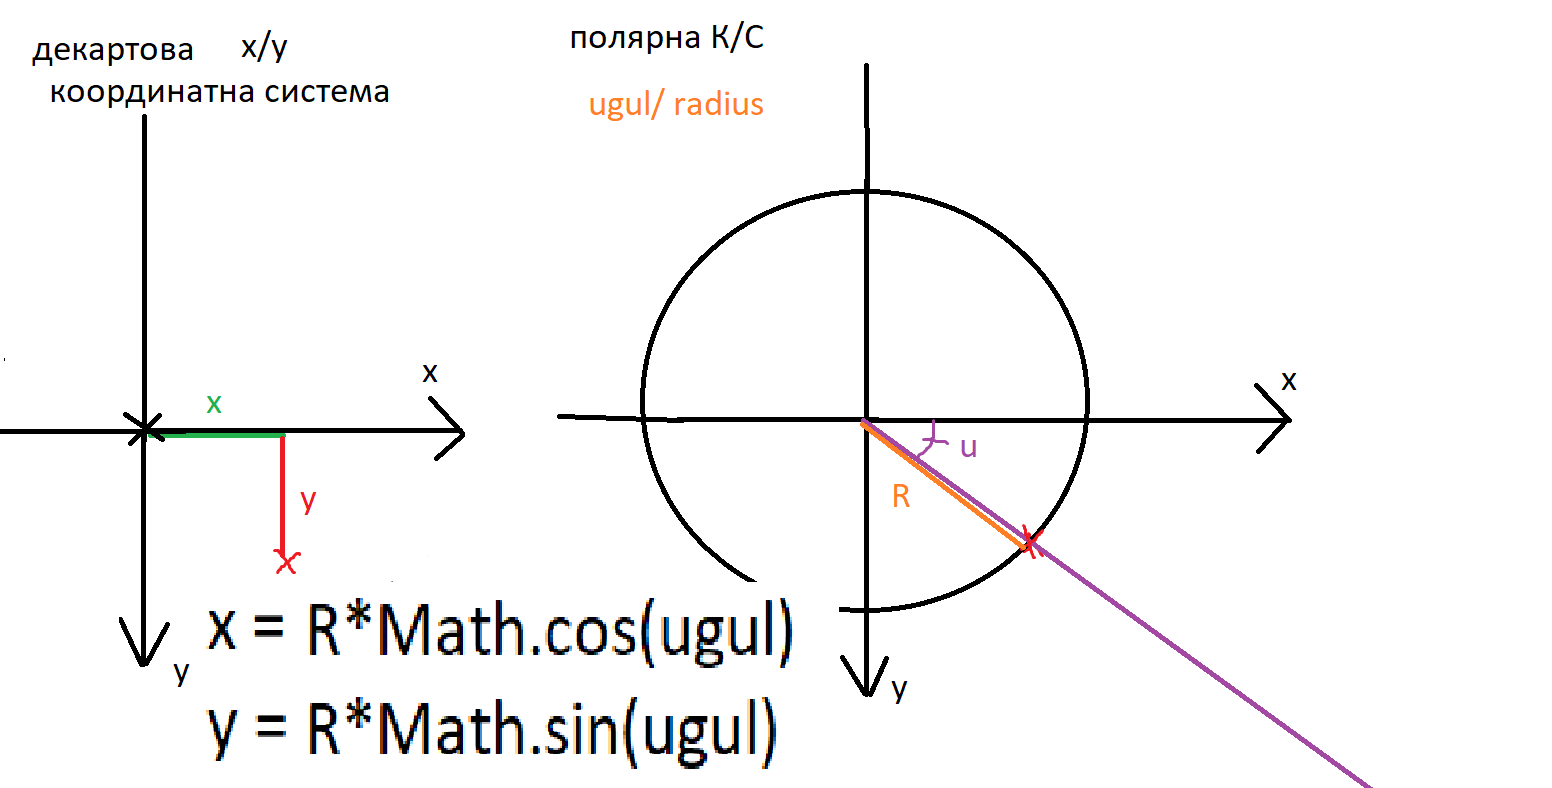 декартова x/y
координатна система
полярна К/С
ugul/ radius
x
x
y
y
x
u
R
y
x = R*Math.cos(ugul)
y = R*Math.sin(ugul)